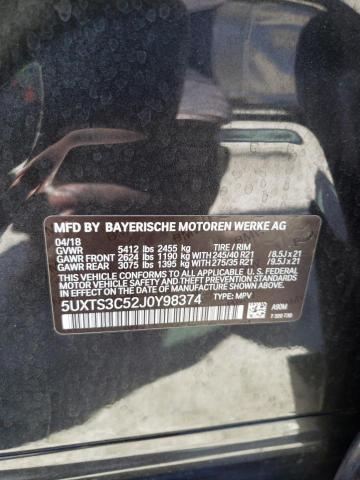 MFD BY BAYERISCHE MOTOREN WERKE AG
04/18
GVWR 5412 lbs 2455 kg TIRE / RIM
GAWR FRONT 2624 lbs 1190 kg WITH 245/40 R21 /8.5J x 21
GAWR REAR 3075 lbs 1395 kg WITH 275/35 R21 /9.5J x 21
THIS VEHICLE CONFORMS TO ALL APPLICABLE U. S. FEDERAL
MOTOR VEHICLE SAFETY STANDARDS IN EFFECT ON THE
DATE OF MANUFACTURE SHOWN ABOVE.
5UXTS3C52J0Y98374 TYPE: MPV A90M